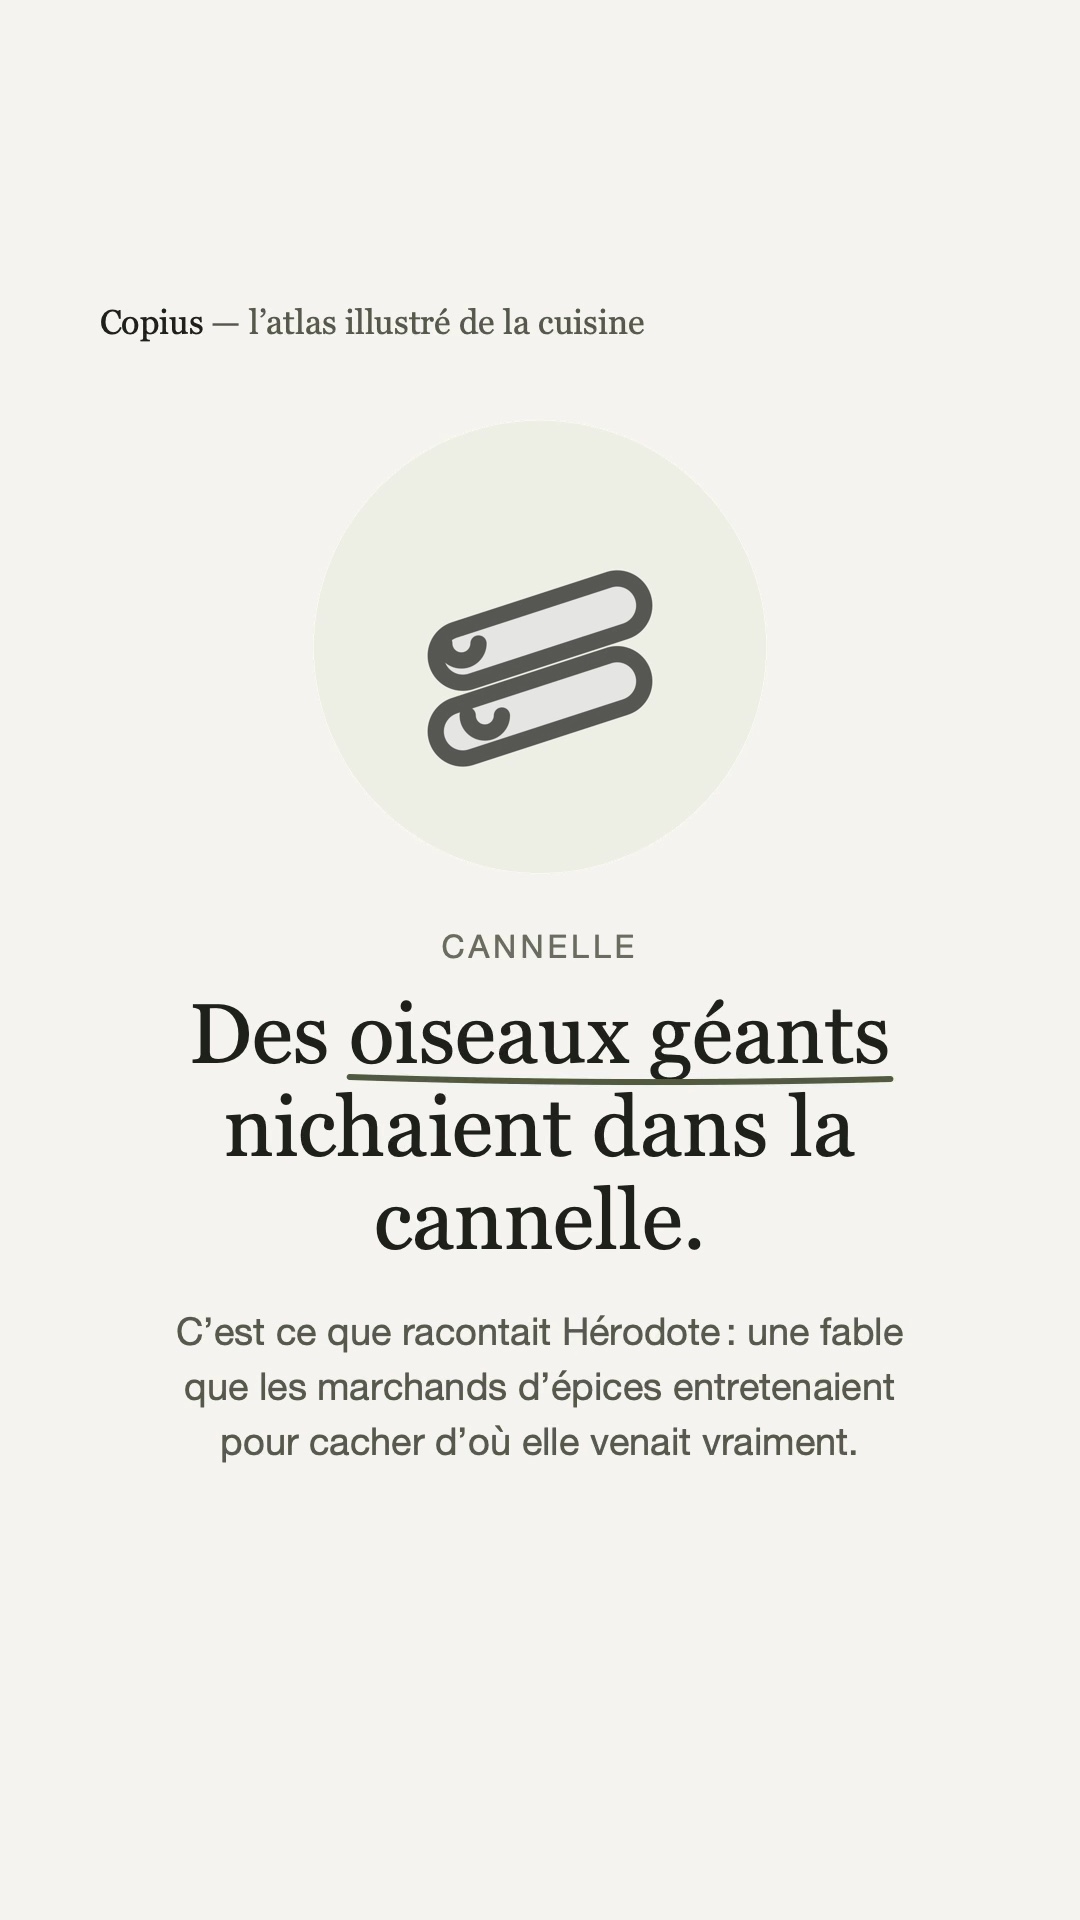 Copius — l’atlas illustré de la cuisine
CANNELLE
Des oiseaux géants
nichaient dans la
cannelle.
C’est ce que racontait Hérodote : une fable
que les marchands d’épices entretenaient
pour cacher d’où elle venait vraiment.